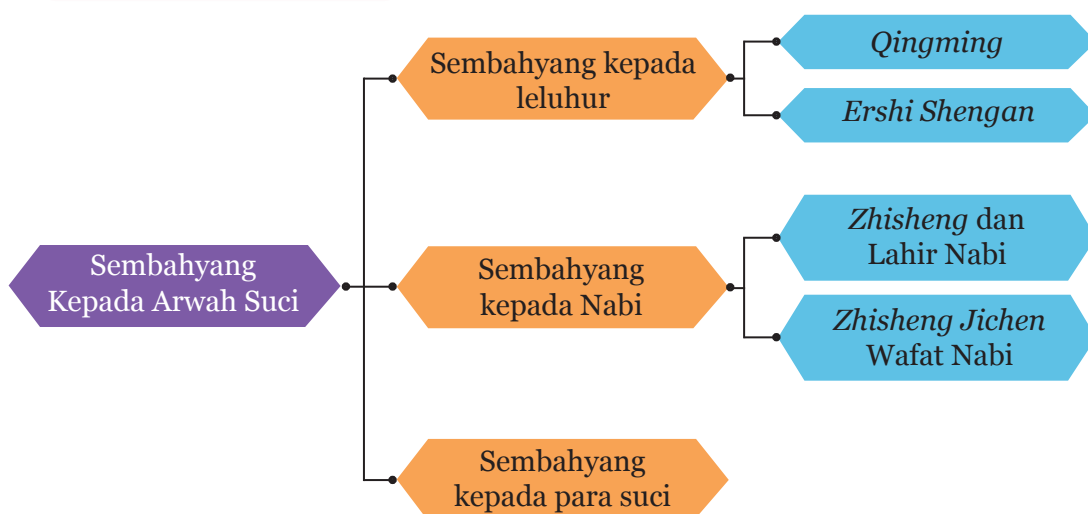 Sembahyang
Kepada Arwah Suci
Sembahyang kepada
leluhur
Qingming
Ershi Shengan
Sembahyang
kepada Nabi
Zhisheng dan
Lahir Nabi
Zhisheng Jichen
Wafat Nabi
Sembahyang
kepada para suci